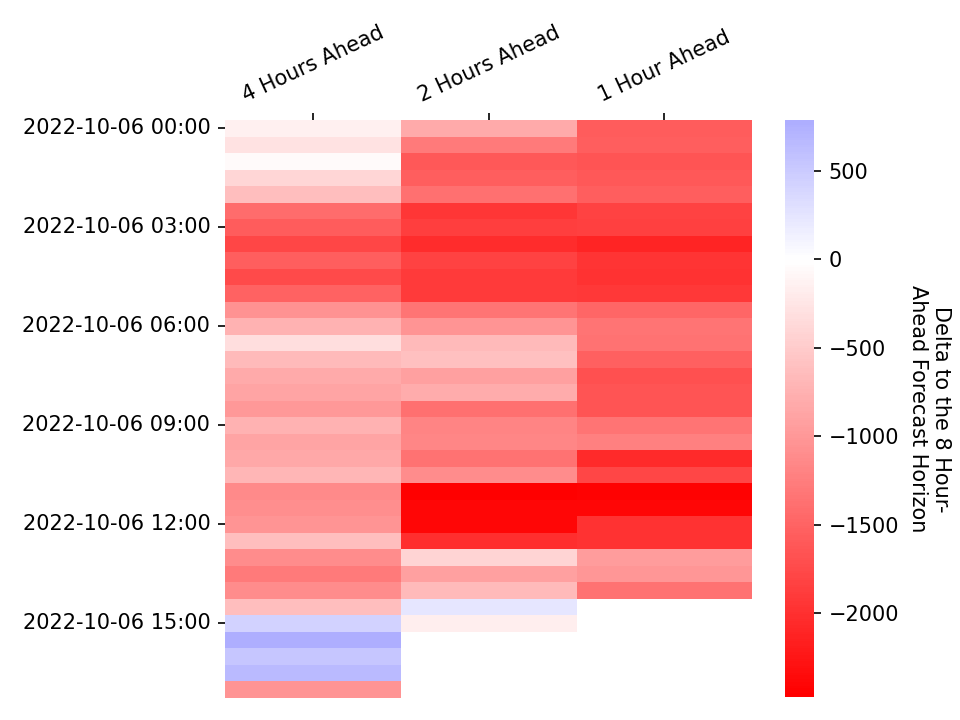 4 Hours Ahead
2 Hours Ahead
1 Hour Ahead
2022-10-06 00:00
2022-10-06 03:00
2022-10-06 06:00
2022-10-06 09:00
2022-10-06 12:00
2022-10-06 15:00
500
0
−500
−1000
−1500
−2000
Delta to the 8 Hour-
Ahead Forecast Horizon